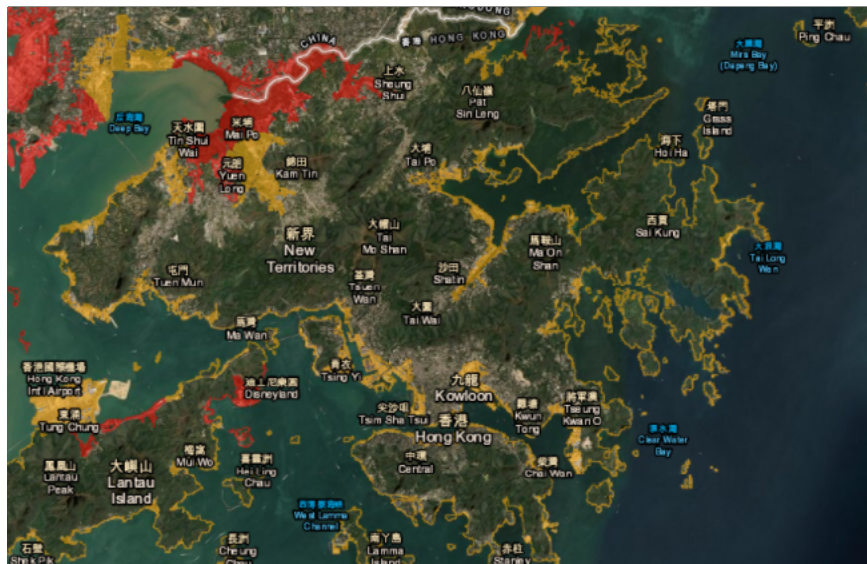 CHINA
香港 HONG KONG
平洲
Ping Chau
大鵬灣
Mirs Bay
(Dapeng Bay)
上水
Sheung
Shui
八仙嶺
Pat
Sin Leng
塔門
Grass
Island
后海灣
Deep Bay
天水圍
Tin Shui
Wai
米埔
Mai Po
元朗
Yuen
Long
錦田
Kam Tin
大埔
Tai Po
海下
Hoi Ha
新界
New
Territories
大帽山
Tai
Mo Shan
馬鞍山
Ma On
Shan
西貢
Sai Kung
大浪灣
Tai Long
Wan
屯門
Tuen Mun
荃灣
Tsuen
Wan
沙田
Shatin
大圍
Tai Wai
馬灣
Ma Wan
香港國際機場
Hong Kong
Int'l Airport
青衣
Tsing Yi
迪士尼樂園
Disneyland
九龍
Kowloon
東涌
Tung Chung
尖沙咀
Tsim Sha Tsui
香港
Hong Kong
觀塘
Kwun
Tong
將軍澳
Tseung
Kwan O
清水灣
Clear Water
Bay
鳳凰山
Lantau
Peak
大嶼山
Lantau
Island
梅窩
Mui Wo
喜靈洲
Hei Ling
Chau
中環
Central
柴灣
Chai Wan
西博寮海峽
West Lamma
Channel
石壁
Shek Pik
長洲
Cheung
Chau
南丫島
Lamma
Island
赤柱
Stanley